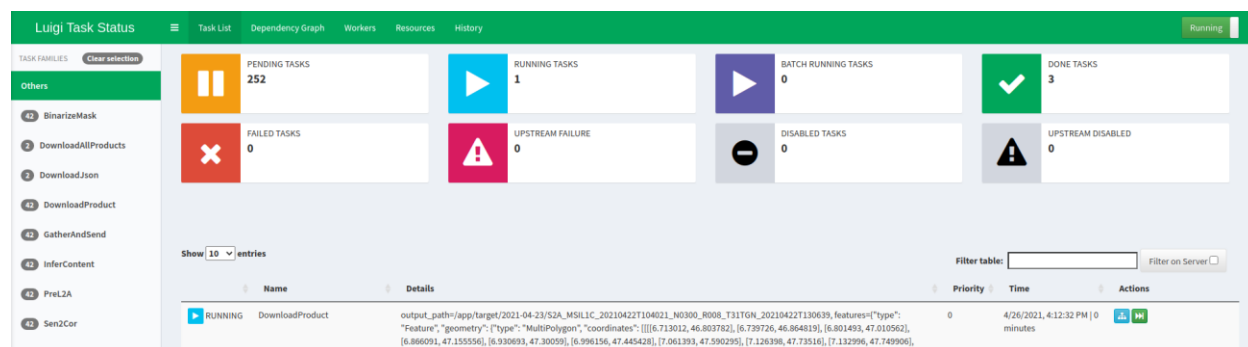 Luigi Task Status
Task List Dependency Graph Workers Resources History Running
TASK FAMILIES Clear selection
Others
42 BinarizeMask
2 DownloadAllProducts
2 DownloadJson
42 DownloadProduct
42 GatherAndSend
42 InferContent
42 PreL2A
42 Sen2Cor
PENDING TASKS
252
RUNNING TASKS
1
BATCH RUNNING TASKS
0
DONE TASKS
3
FAILED TASKS
0
UPSTREAM FAILURE
0
DISABLED TASKS
0
UPSTREAM DISABLED
0
Show 10 entries
Filter table: Filter on Server
Name Details Priority Time Actions
RUNNING DownloadProduct
output_path=/app/target/2021-04-23/S2A_MSIL1C_20210422T104021_N0300_R008_T31TGN_20210422T130639, features={"type":
"Feature", "geometry": {"type": "MultiPolygon", "coordinates": [[[[6.713012, 46.803782], [6.739726, 46.864819], [6.801493, 47.010562],
[6.866091, 47.155556], [6.930693, 47.30059], [6.996156, 47.445428], [7.061393, 47.590295], [7.126398, 47.73516], [7.132996, 47.749906],
0
4/26/2021, 4:12:32 PM | 0
minutes